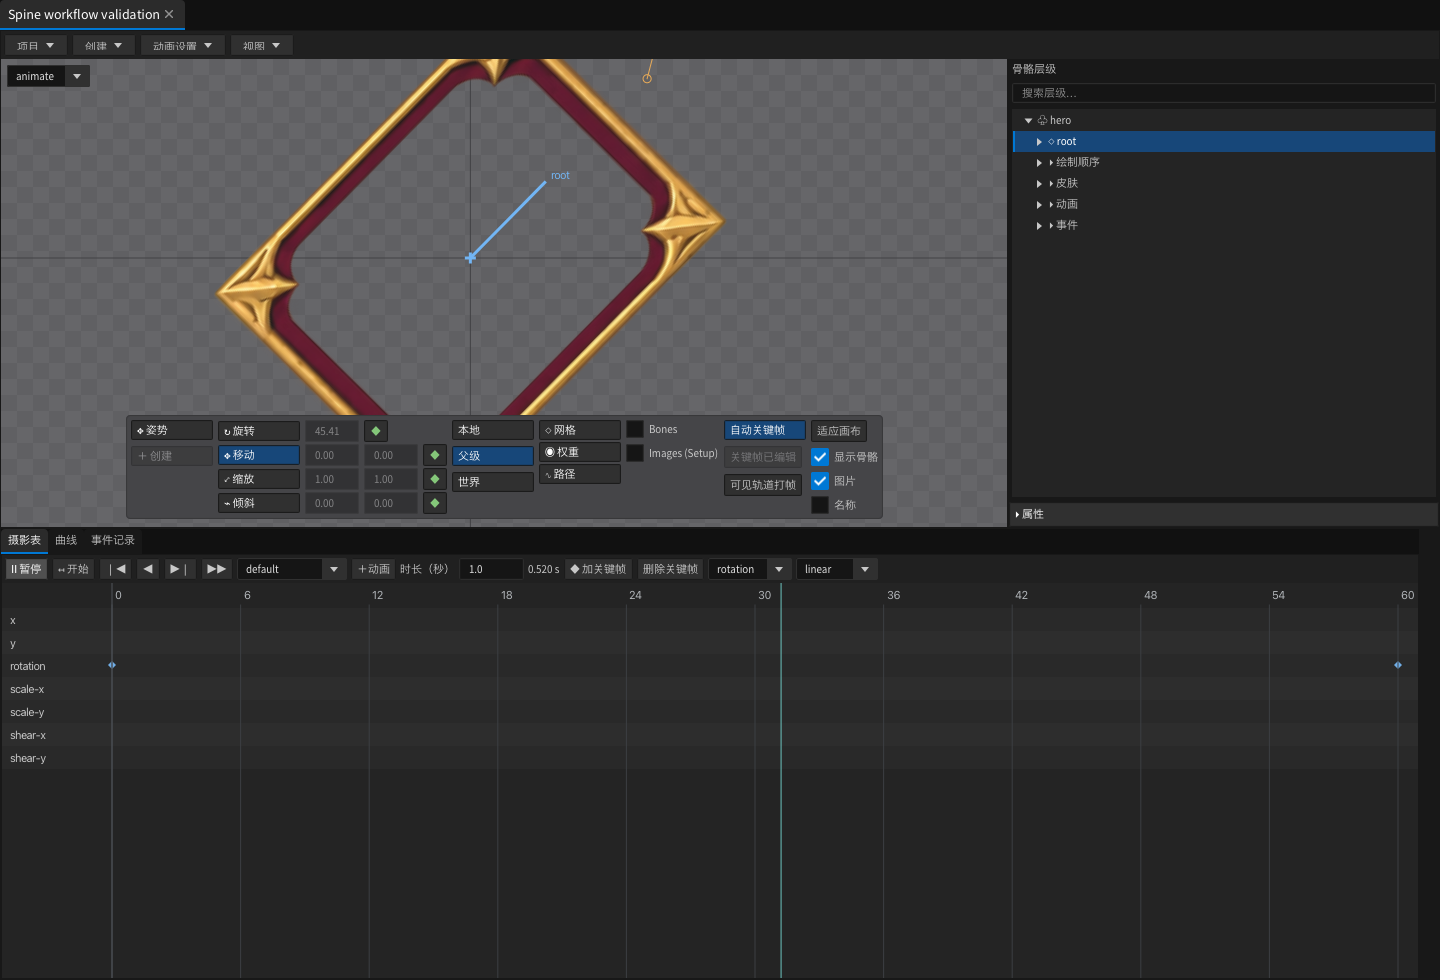 Spine workflow validation
项目 创建 动画设置 视图
animate
root
骨骼层级
搜索层级...
hero
root
绘制顺序
皮肤
动画
事件
姿势 旋转 45.41 本地 网格 Bones 自动关键帧 适应画布
创建 移动 0.00 0.00 父级 权重 Images (Setup) 关键帧已编辑 显示骨骼
缩放 1.00 1.00 世界 路径 可见轨道打帧 图片
倾斜 0.00 0.00 名称
属性
摄影表 曲线 事件记录
暂停 开始 default +动画 时长（秒） 1.0 0.520 s 加关键帧 删除关键帧 rotation linear
0 6 12 18 24 30 36 42 48 54 60
x
y
rotation
scale-x
scale-y
shear-x
shear-y